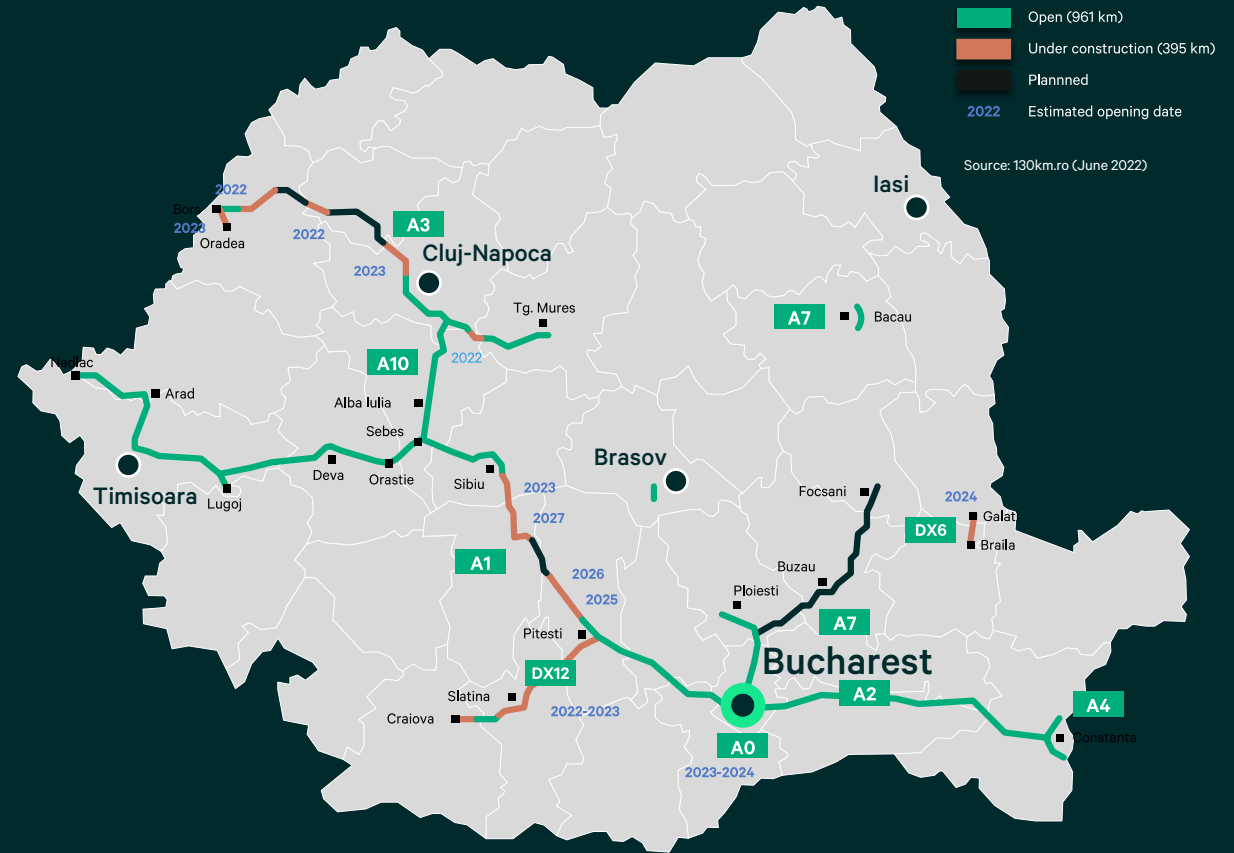 Open (961 km)
Under construction (395 km)
Plannned
2022 Estimated opening date
Source: 130km.ro (June 2022)
Iasi
2022
Bors
2023
Oradea
2022
A3
Cluj-Napoca
2023
Tg. Mures
A7
Bacau
2022
A10
Nadlac
Arad
Alba Iulia
Sebes
Timisoara
Lugoj
Deva
Orastie
Sibiu
2023
2027
Brasov
Focsani
2024
Galat
DX6
Braila
A1
2026
2025
Buzau
Ploiesti
A7
Pitesti
Bucharest
DX12
Slatina
Craiova
2022-2023
A2
A4
Constanta
A0
2023-2024